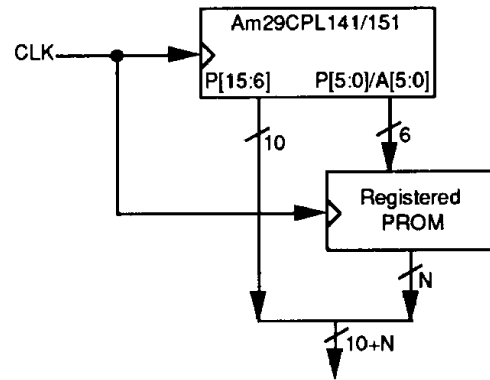 Am29CPL141/151
CLK
P[15:6] P[5:0]/A[5:0]
10
6
Registered
PROM
N
10+N